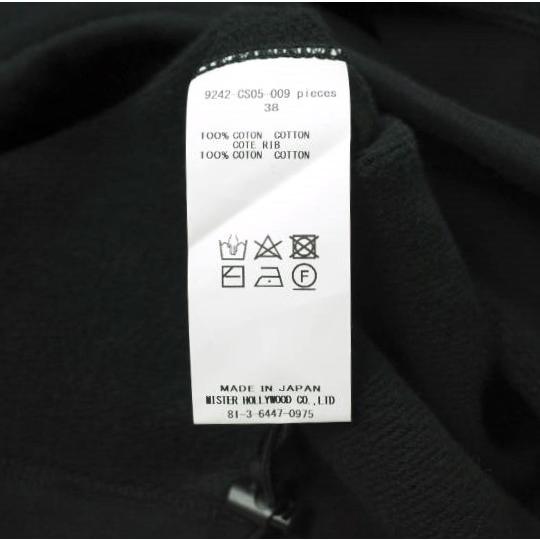 9242-CS05-009 pieces
38
100% COTON COTTON
COTE RIB
100% COTON COTTON
F
MADE IN JAPAN
MISTER HOLLYWOOD CO.,LTD
81-3-6447-0975